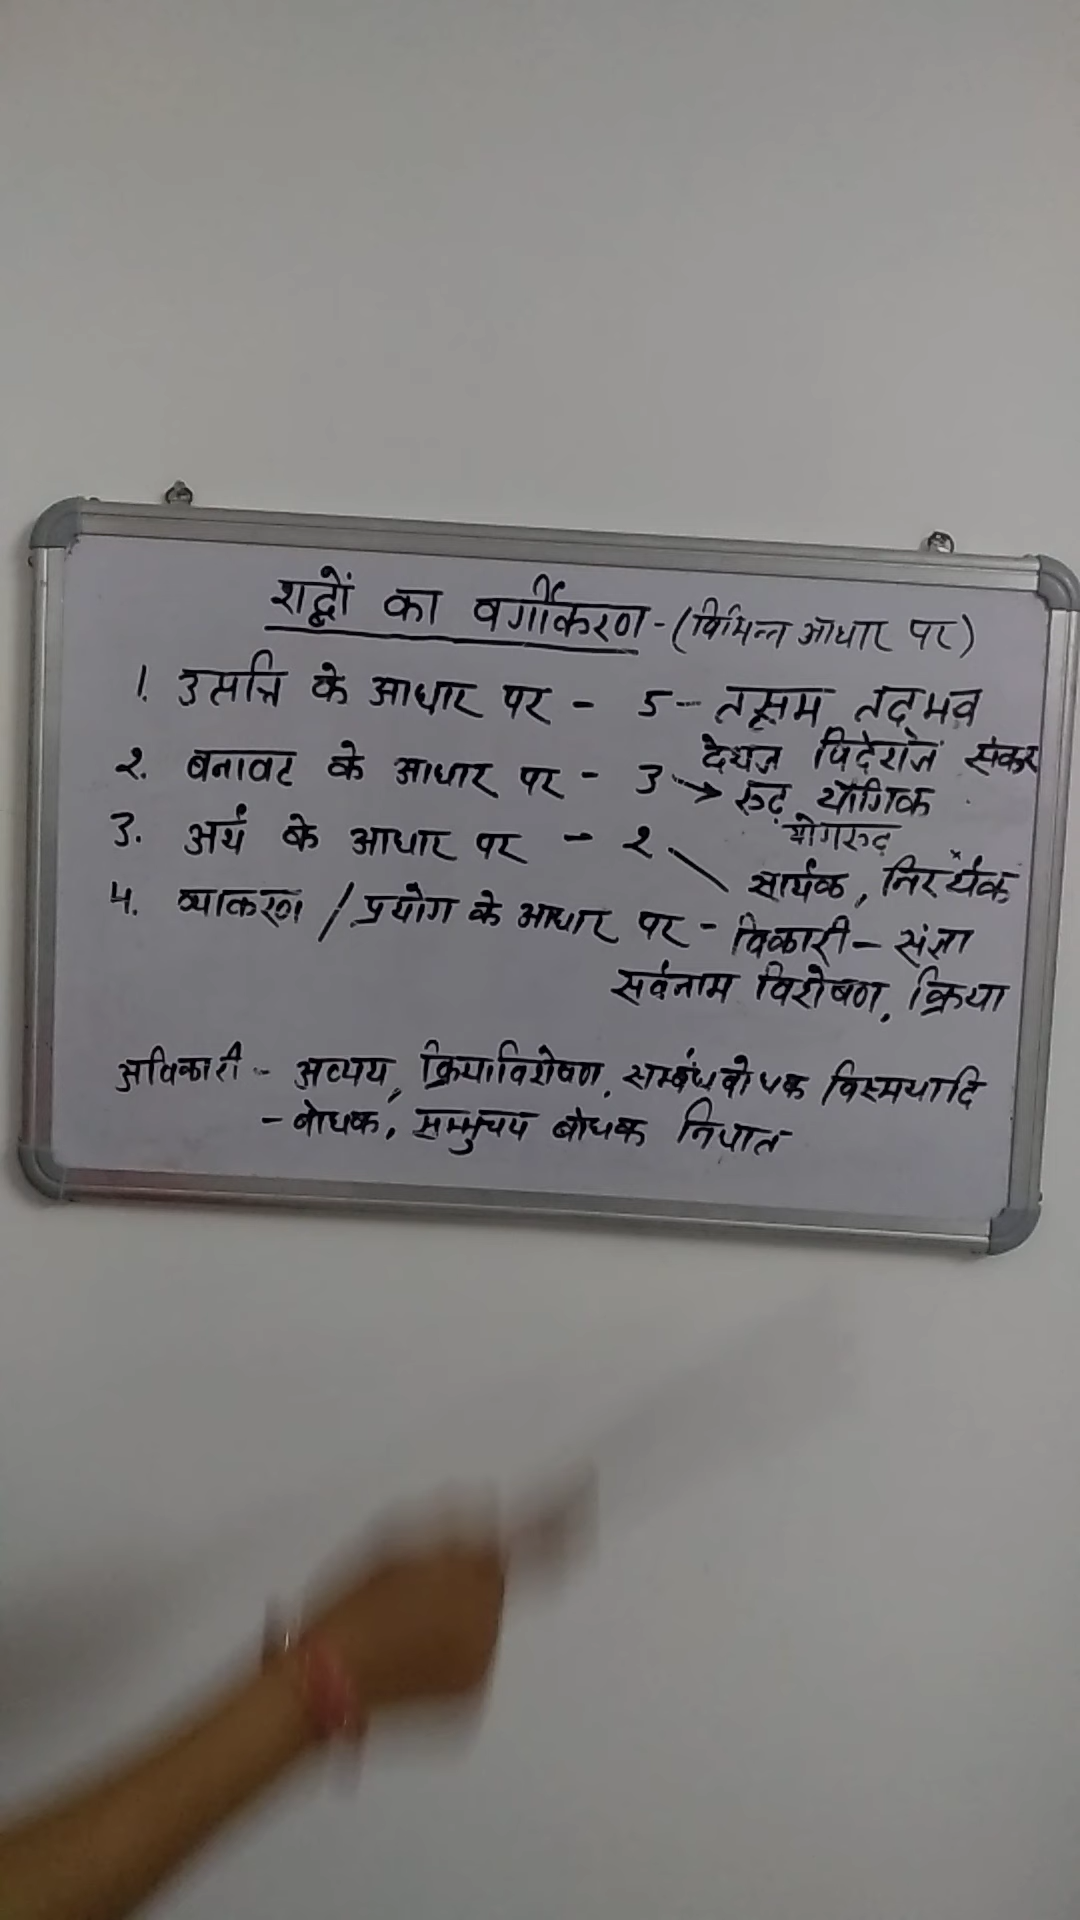 शब्दों का वर्गीकरण - (विभिन्न आधार पर)
1. उत्पत्ति के आधार पर - 5 - तत्सम, तद्भव
देशज विदेशज संकर
२. बनावट के आधार पर - 3 → रूढ़ यौगिक
योगरूढ़
3. अर्थ के आधार पर - २
सार्थक, निरर्थक
4. व्याकरण / प्रयोग के आधार पर - विकारी - संज्ञा
सर्वनाम विशेषण, क्रिया
अविकारी - अव्यय, क्रियाविशेषण, सम्बंधबोधक विस्मयादि
- बोधक, सम्मुचय बोधक निपात